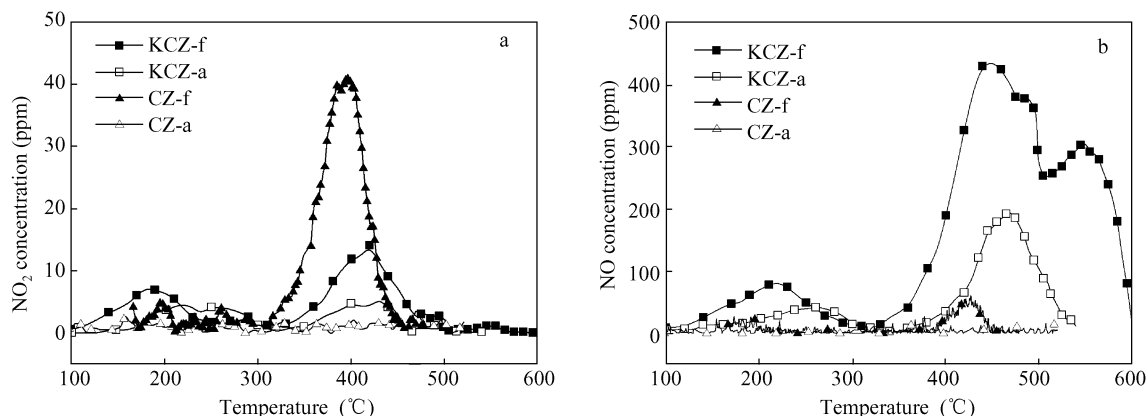 a
KCZ-f
KCZ-a
CZ-f
CZ-a
NO₂ concentration (ppm)
50
40
30
20
10
0
100 200 300 400 500 600
Temperature (℃)
b
KCZ-f
KCZ-a
CZ-f
CZ-a
NO concentration (ppm)
500
400
300
200
100
0
100 200 300 400 500 600
Temperature (℃)